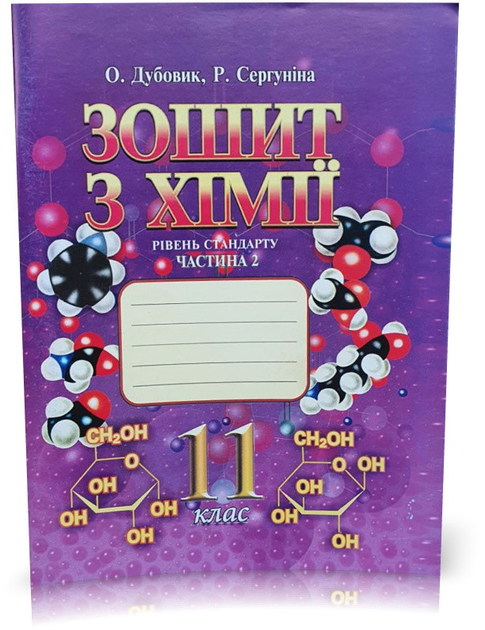 О. Дубовик, Р. Сергуніна
ЗОШИТ
З ХІМІЇ
РІВЕНЬ СТАНДАРТУ
ЧАСТИНА 2
11
клас
CH₂OH
O
OH
OH
OH
OH
CH₂OH
O
OH
OH
OH
OH